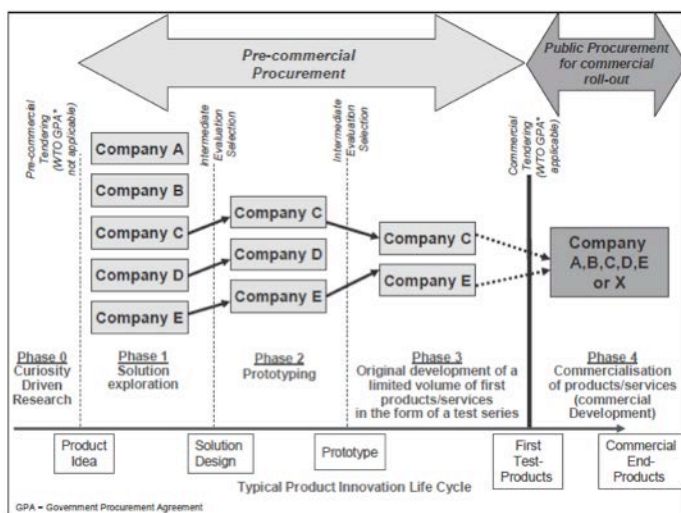 Pre-commercial
Procurement
Public Procurement
for commercial
roll-out
Pre-commercial
Tendering
(WTO GPA*
not applicable)
Intermediate
Evaluation
Selection
Intermediate
Evaluation
Selection
Commercial
Tendering
(WTO GPA*
applicable)
Company A
Company B
Company C
Company D
Company E
Company C
Company D
Company E
Company C
Company E
Company
A,B,C,D,E
or X
Phase 0
Curiosity
Driven
Research
Phase 1
Solution
exploration
Phase 2
Prototyping
Phase 3
Original development of a
limited volume of first
products/services
in the form of a test series
Phase 4
Commercialisation
of products/services
(commercial
Development)
Product
Idea
Solution
Design
Prototype
First
Test-
Products
Commercial
End-
Products
Typical Product Innovation Life Cycle
GPA = Government Procurement Agreement